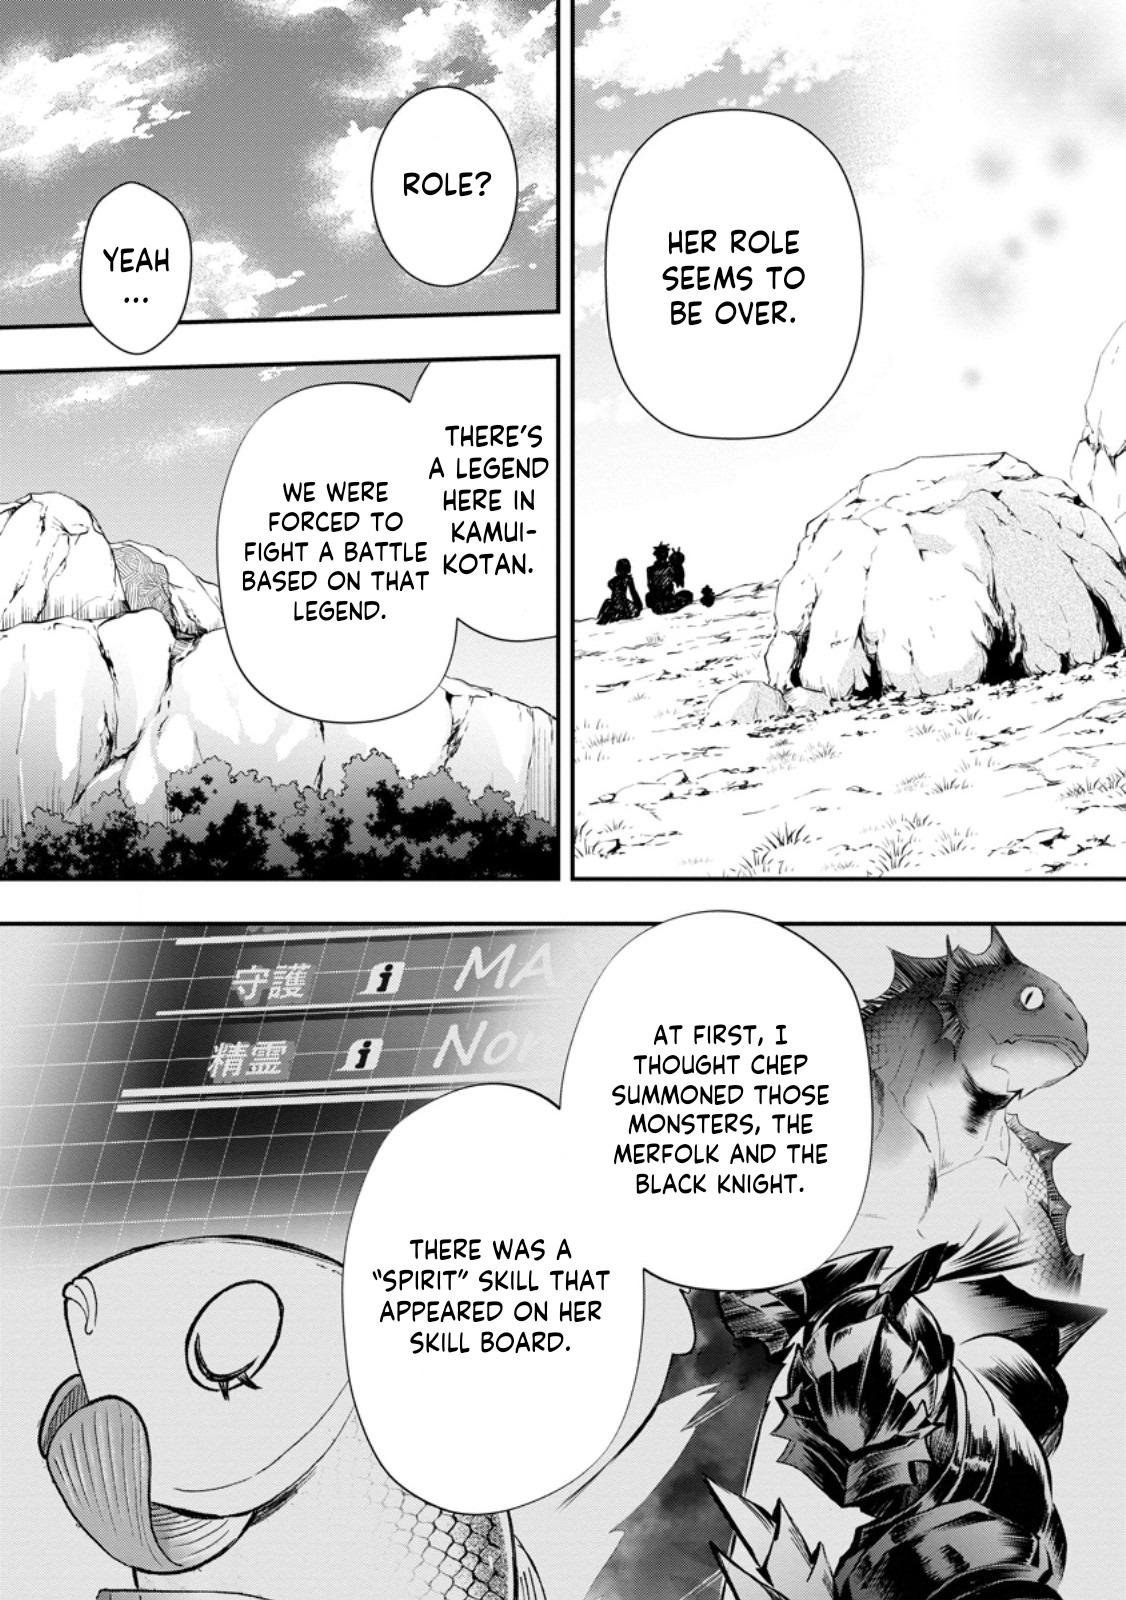 HER ROLE
SEEMS TO
BE OVER.
ROLE?
YEAH
...
THERE'S
A LEGEND
HERE IN
KAMUI-
KOTAN.
WE WERE
FORCED TO
FIGHT A BATTLE
BASED ON THAT
LEGEND.
AT FIRST, I
THOUGHT CHEP
SUMMONED THOSE
MONSTERS, THE
MERFOLK AND THE
BLACK KNIGHT.
守護 i MA
精霊 i No
THERE WAS A
"SPIRIT" SKILL THAT
APPEARED ON HER
SKILL BOARD.